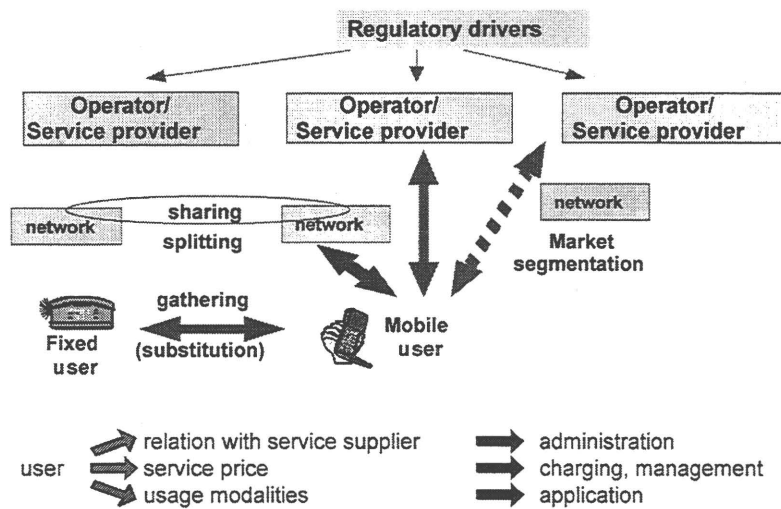 Regulatory drivers
Operator/
Service provider
Operator/
Service provider
Operator/
Service provider
network
sharing
splitting
network
network
Market
segmentation
gathering
(substitution)
Fixed
user
Mobile
user
user
relation with service supplier
service price
usage modalities
administration
charging, management
application